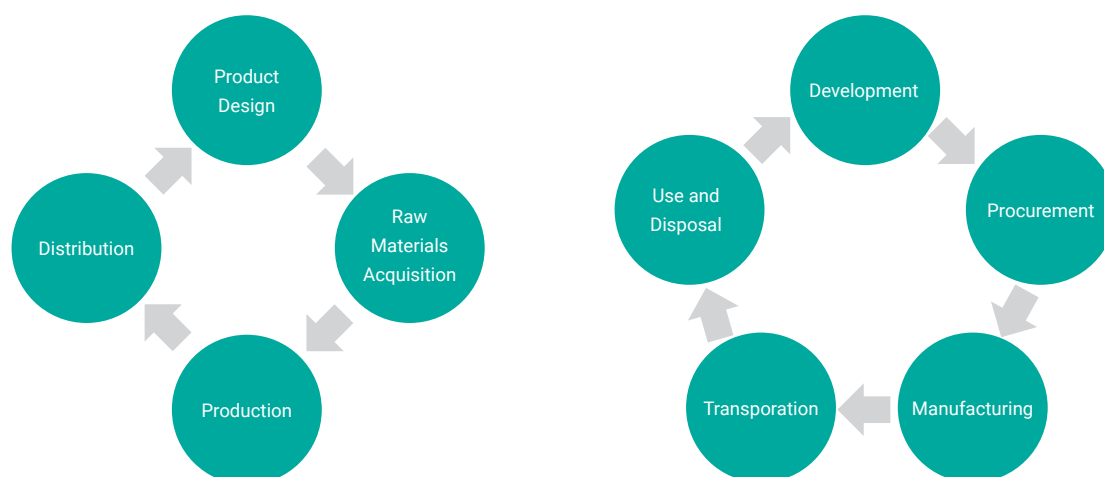 Product
Design
Raw
Materials
Acquisition
Production
Distribution
Development
Procurement
Manufacturing
Transporation
Use and
Disposal